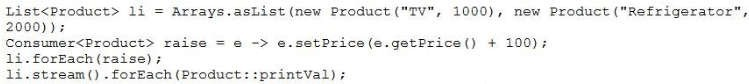 List<Product> li = Arrays.asList(new Product("TV", 1000), new Product("Refrigerator",
2000));
Consumer<Product> raise = e -> e.setPrice(e.getPrice() + 100);
li.forEach(raise);
li.stream().forEach(Product::printVal);